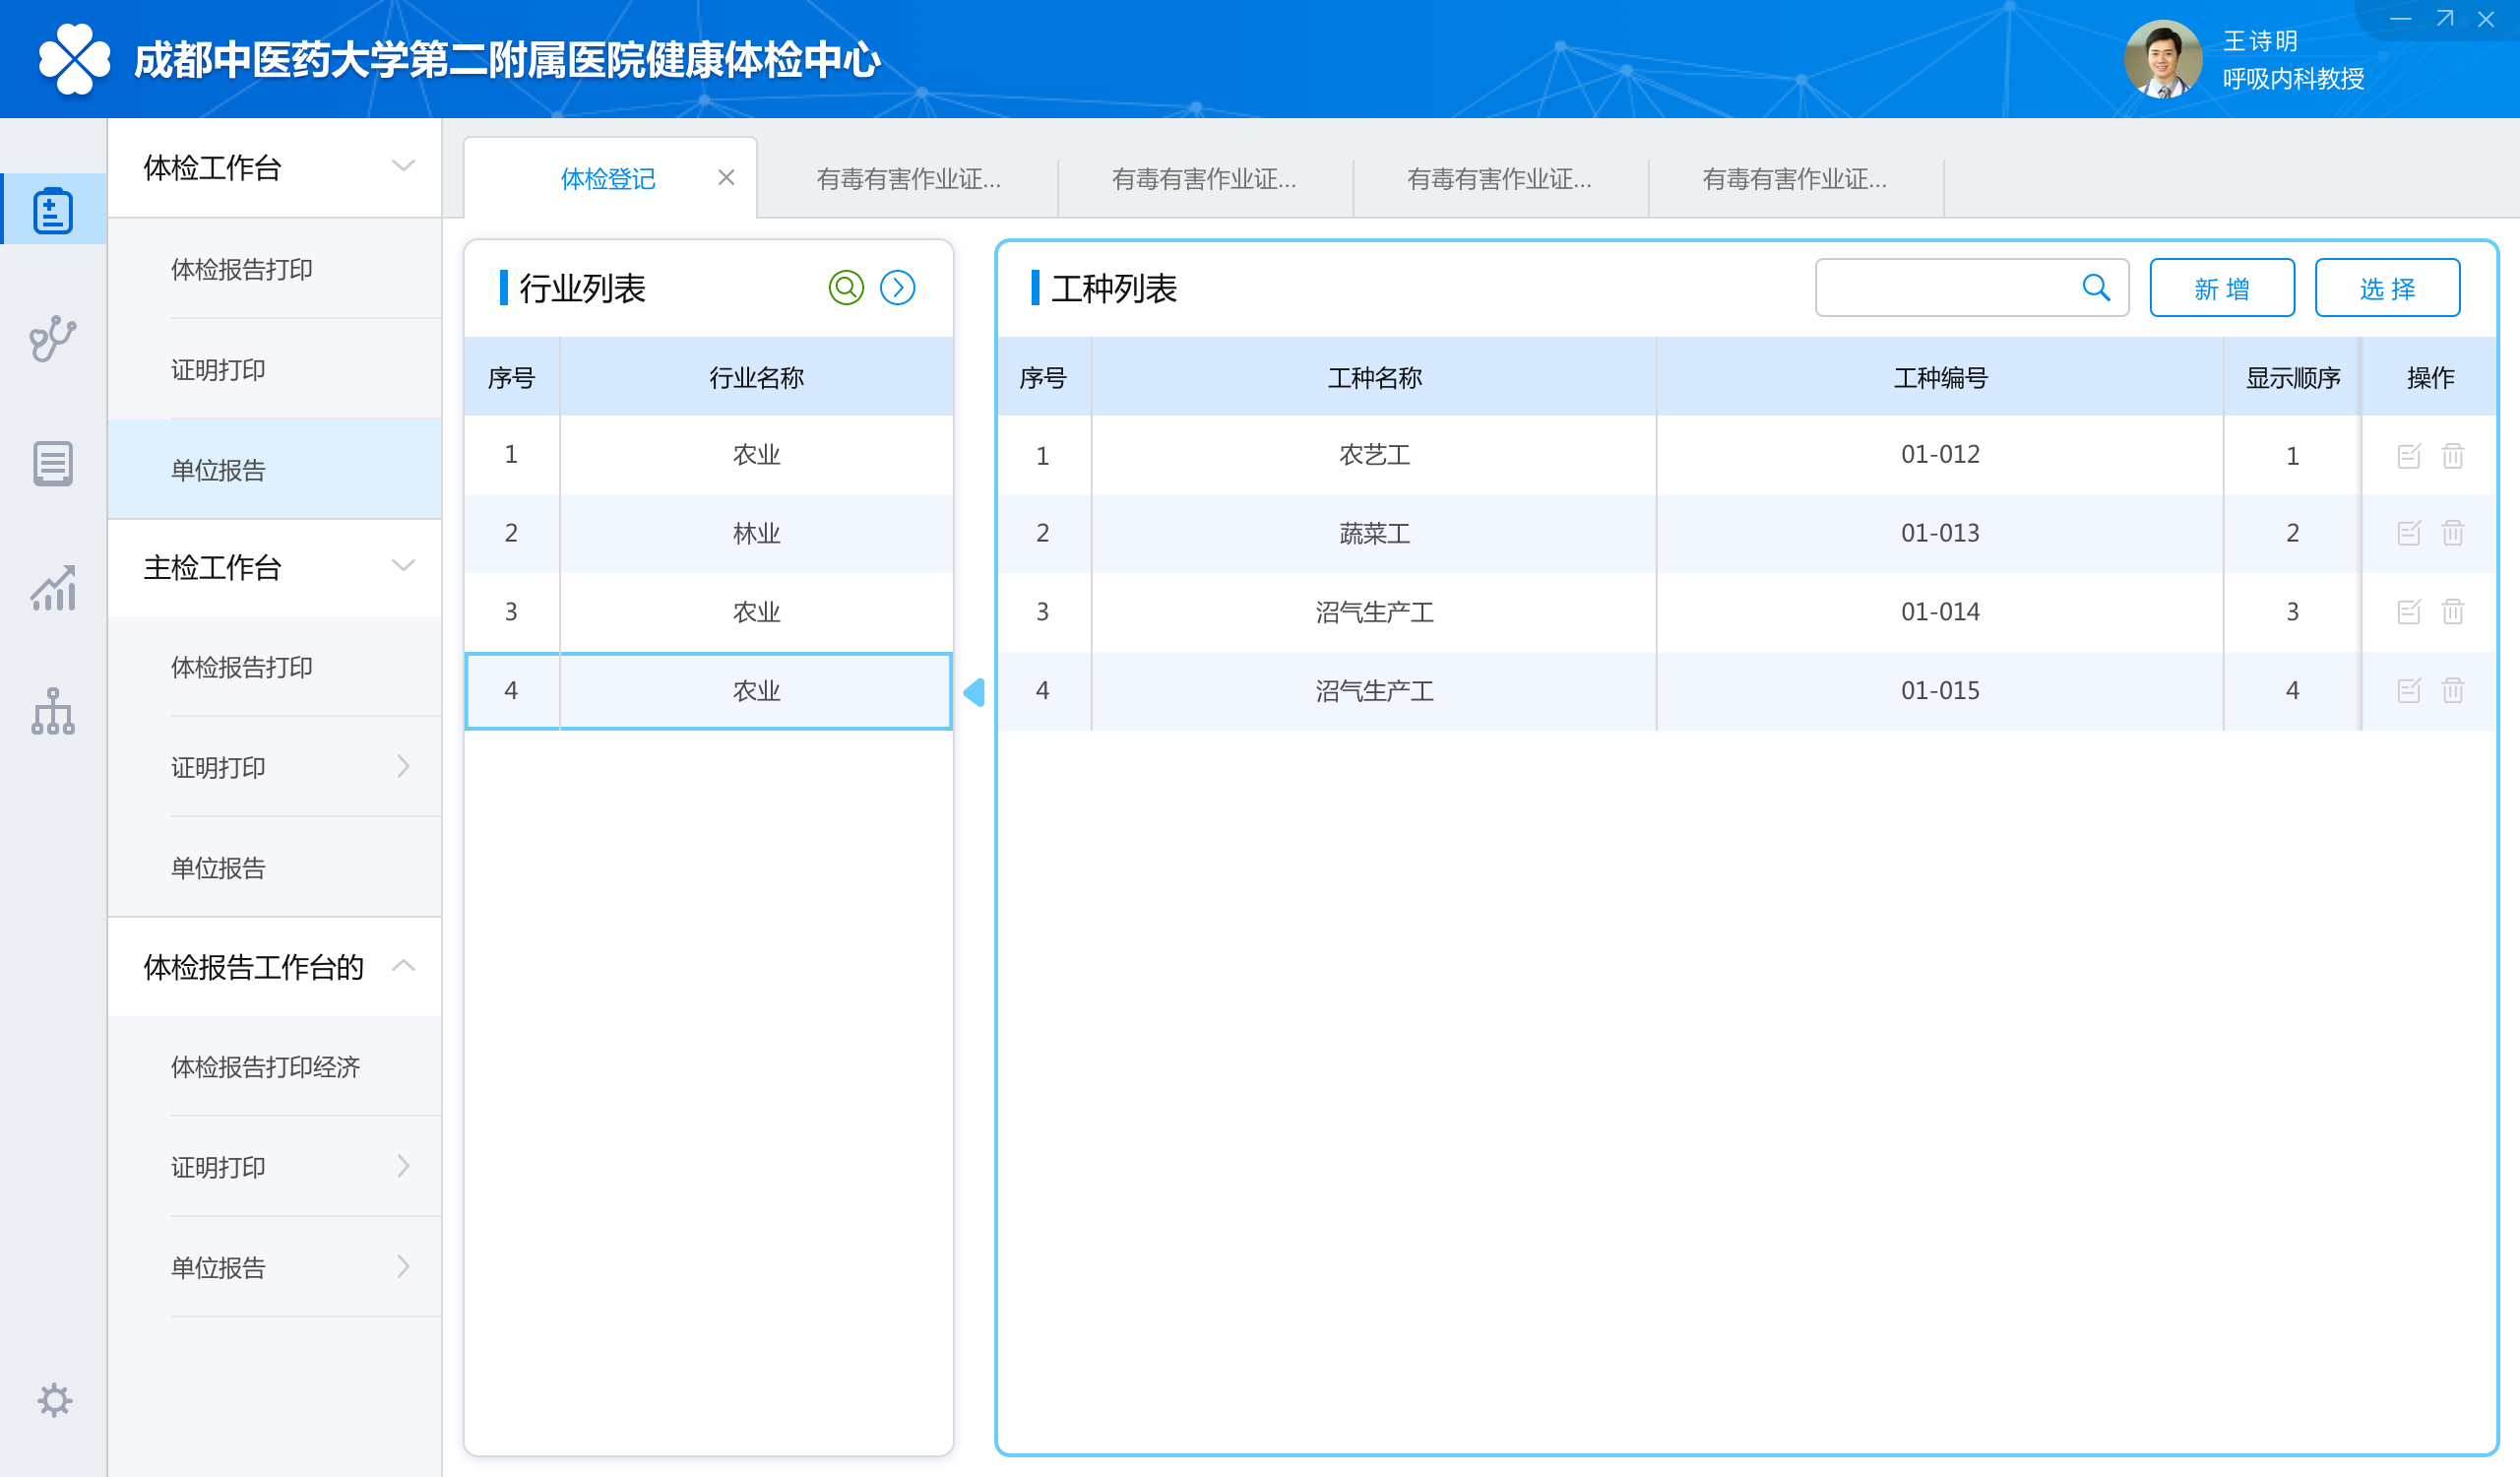 成都中医药大学第二附属医院健康体检中心
王诗明
呼吸内科教授
体检工作台
体检报告打印
证明打印
单位报告
主检工作台
体检报告打印
证明打印
单位报告
体检报告工作台的
体检报告打印经济
证明打印
单位报告
体检登记
有毒有害作业证...
有毒有害作业证...
有毒有害作业证...
有毒有害作业证...
行业列表
序号 行业名称
1 农业
2 林业
3 农业
4 农业
工种列表
新 增
选 择
序号 工种名称 工种编号 显示顺序 操作
1 农艺工 01-012 1
2 蔬菜工 01-013 2
3 沼气生产工 01-014 3
4 沼气生产工 01-015 4